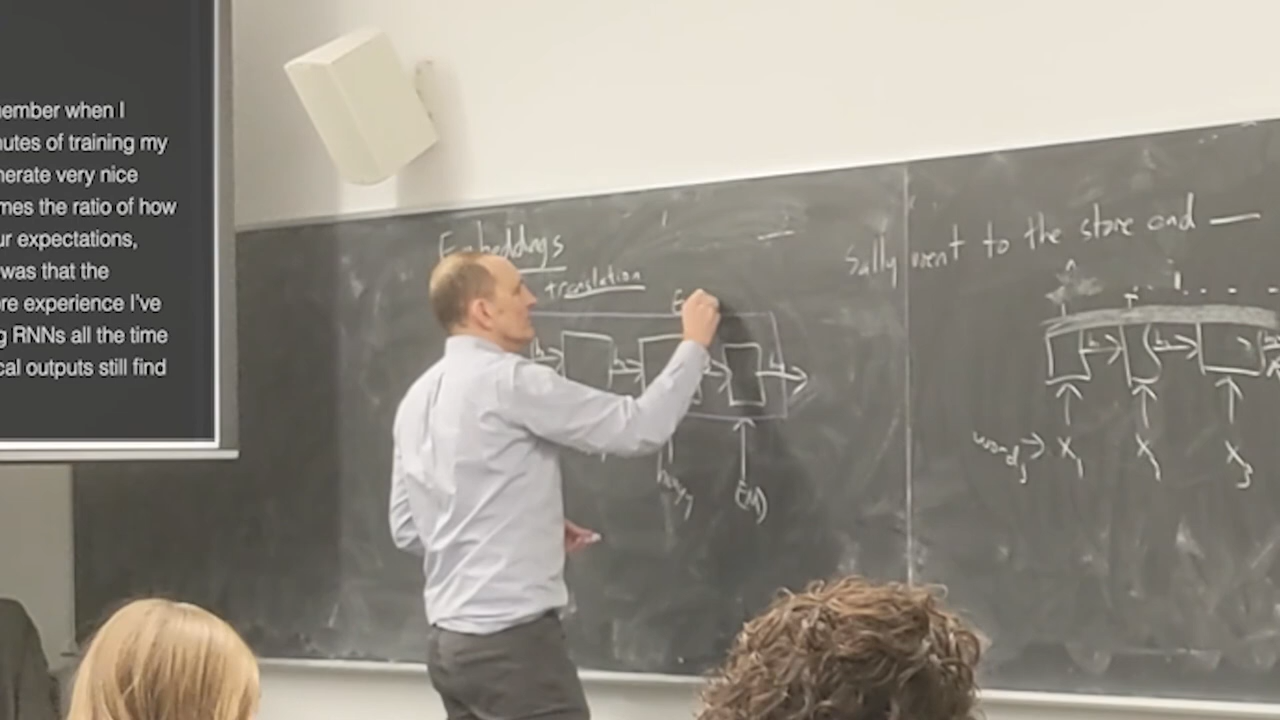 ember when I
nutes of training my
nerate very nice
mes the ratio of how
ur expectations,
was that the
re experience I've
g RNNs all the time
cal outputs still find
Embeddings
translation
Sally went to the store and —
words → x₁
x₃